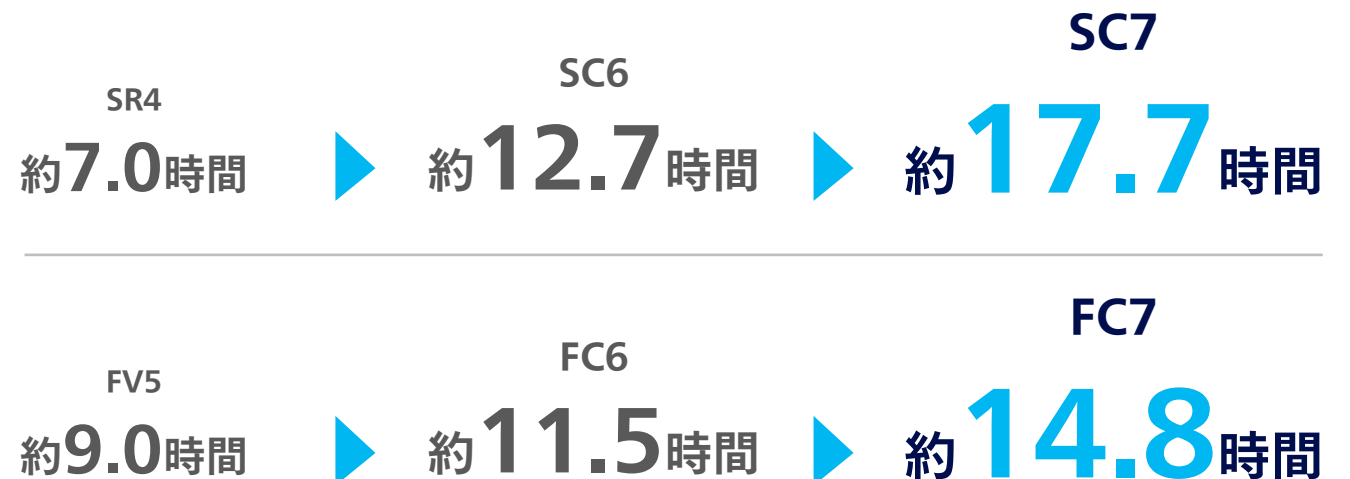 SR4
約7.0時間
SC6
約12.7時間
SC7
約17.7時間
FV5
約9.0時間
FC6
約11.5時間
FC7
約14.8時間